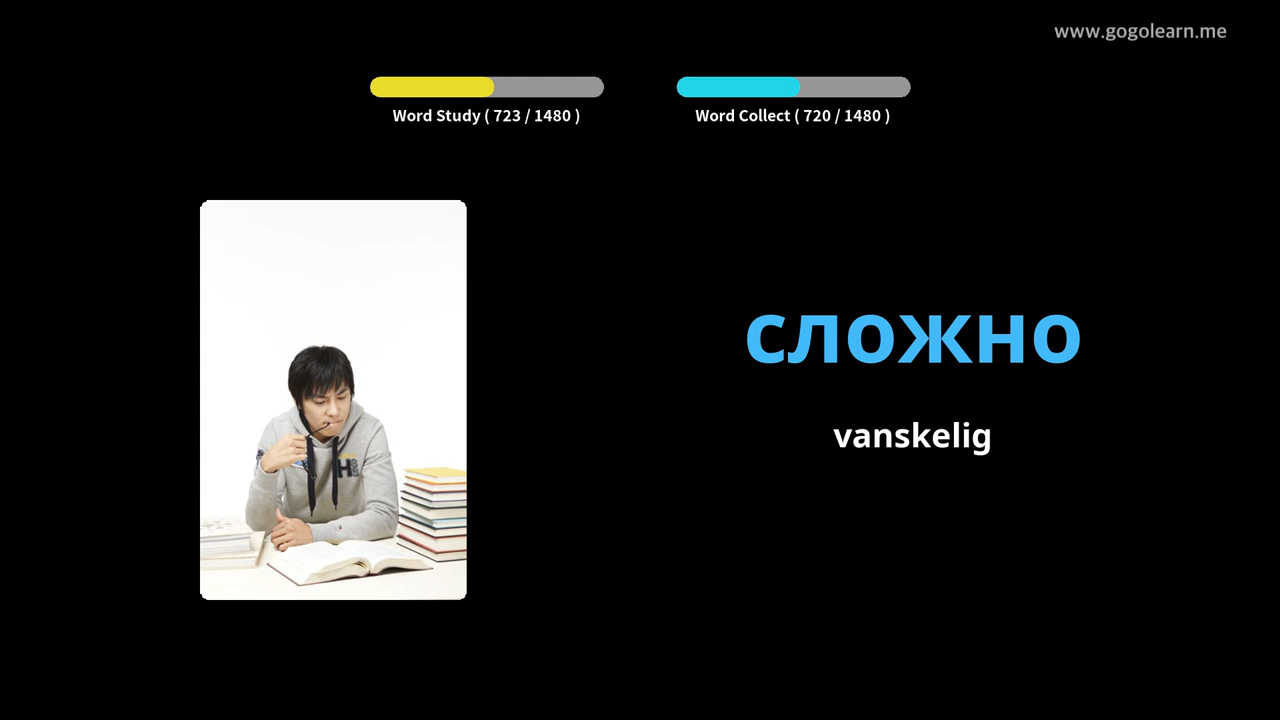 www.gogolearn.me
Word Study ( 723 / 1480 )
Word Collect ( 720 / 1480 )
сложно
vanskelig
H